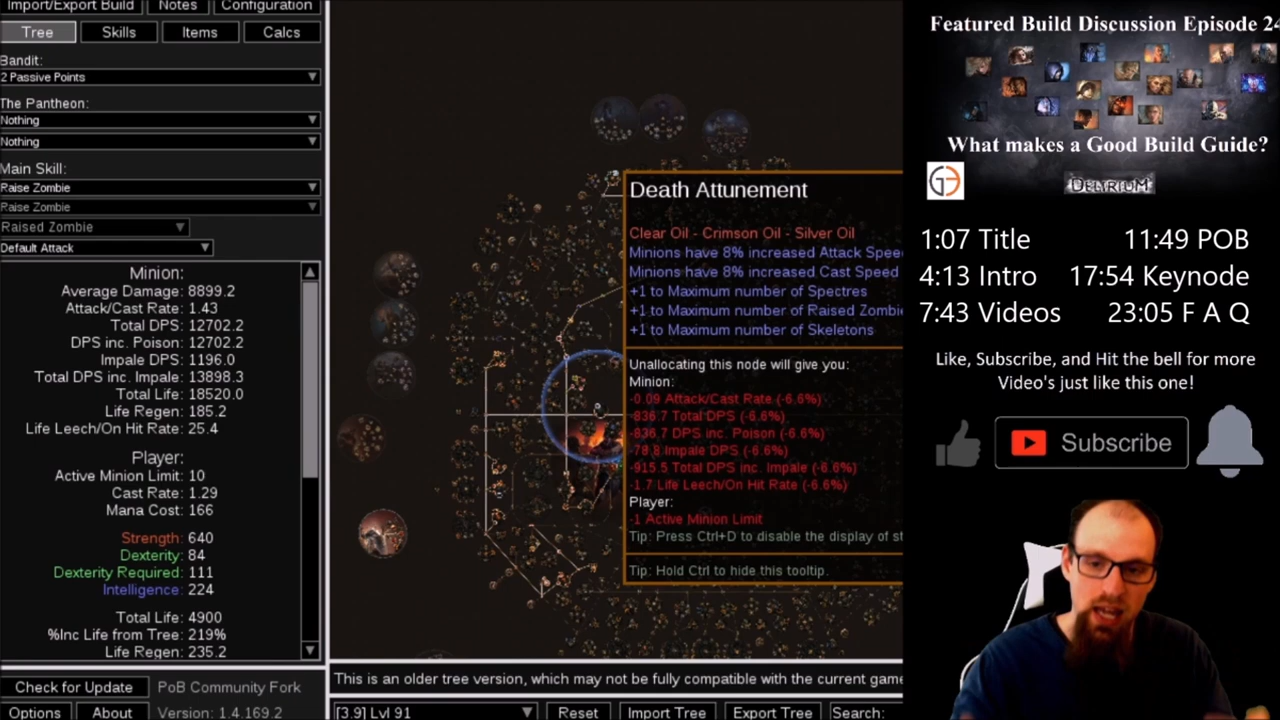 Import/Export Build
Notes
Configuration
Tree
Skills
Items
Calcs
Bandit:
2 Passive Points
The Pantheon:
Nothing
Nothing
Main Skill:
Raise Zombie
Raise Zombie
Raised Zombie
Default Attack
Minion:
Average Damage: 8899.2
Attack/Cast Rate: 1.43
Total DPS: 12702.2
DPS inc. Poison: 12702.2
Impale DPS: 1196.0
Total DPS inc. Impale: 13898.3
Total Life: 18520.0
Life Regen: 185.2
Life Leech/On Hit Rate: 25.4
Player:
Active Minion Limit: 10
Cast Rate: 1.29
Mana Cost: 166
Strength: 640
Dexterity: 84
Dexterity Required: 111
Intelligence: 224
Total Life: 4900
%Inc Life from Tree: 219%
Life Regen: 235.2
Check for Update
PoB Community Fork
Options
About
Version: 1.4.169.2
Death Attunement
Clear Oil - Crimson Oil - Silver Oil
Minions have 8% increased Attack Spee
Minions have 8% increased Cast Speed
+1 to Maximum number of Spectres
+1 to Maximum number of Raised Zombi
+1 to Maximum number of Skeletons
Unallocating this node will give you:
Minion:
-0.09 Attack/Cast Rate (-6.6%)
-836.7 Total DPS (-6.6%)
-836.7 DPS inc. Poison (-6.6%)
-78.8 Impale DPS (-6.6%)
-915.5 Total DPS inc. Impale (-6.6%)
-1.7 Life Leech/On Hit Rate (-6.6%)
Player:
-1 Active Minion Limit
Tip: Press Ctrl+D to disable the display of st
Tip: Hold Ctrl to hide this tooltip.
This is an older tree version, which may not be fully compatible with the current game
[3.9] Lvl 91
Reset
Import Tree
Export Tree
Search:
Featured Build Discussion Episode 24
What makes a Good Build Guide?
DELIRIUM
1:07 Title
11:49 POB
4:13 Intro
17:54 Keynode
7:43 Videos
23:05 F A Q
Like, Subscribe, and Hit the bell for more
Video's just like this one!
Subscribe